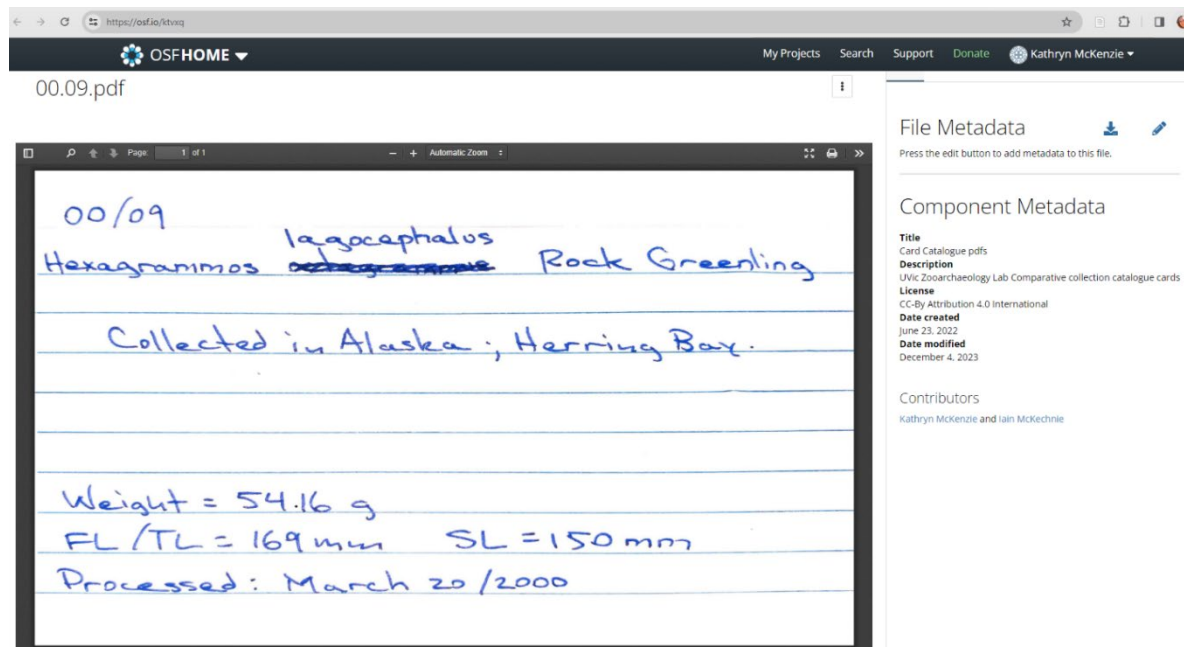 https://osf.io/ktvxq
OSFHOME
My Projects Search Support Donate Kathryn McKenzie
00.09.pdf
Page: 1 of 1
Automatic Zoom
00/09
lagocephalus
Hexagrammos Rock Greenling
Collected in Alaska; Herring Bay.
Weight = 54.16 g
FL/TL = 169 mm SL = 150 mm
Processed: March 20/2000
File Metadata
Press the edit button to add metadata to this file.
Component Metadata
Title
Card Catalogue pdfs
Description
UVic Zooarchaeology Lab Comparative collection catalogue cards
License
CC-By Attribution 4.0 International
Date created
June 23, 2022
Date modified
December 4, 2023
Contributors
Kathryn McKenzie and Iain McKechnie